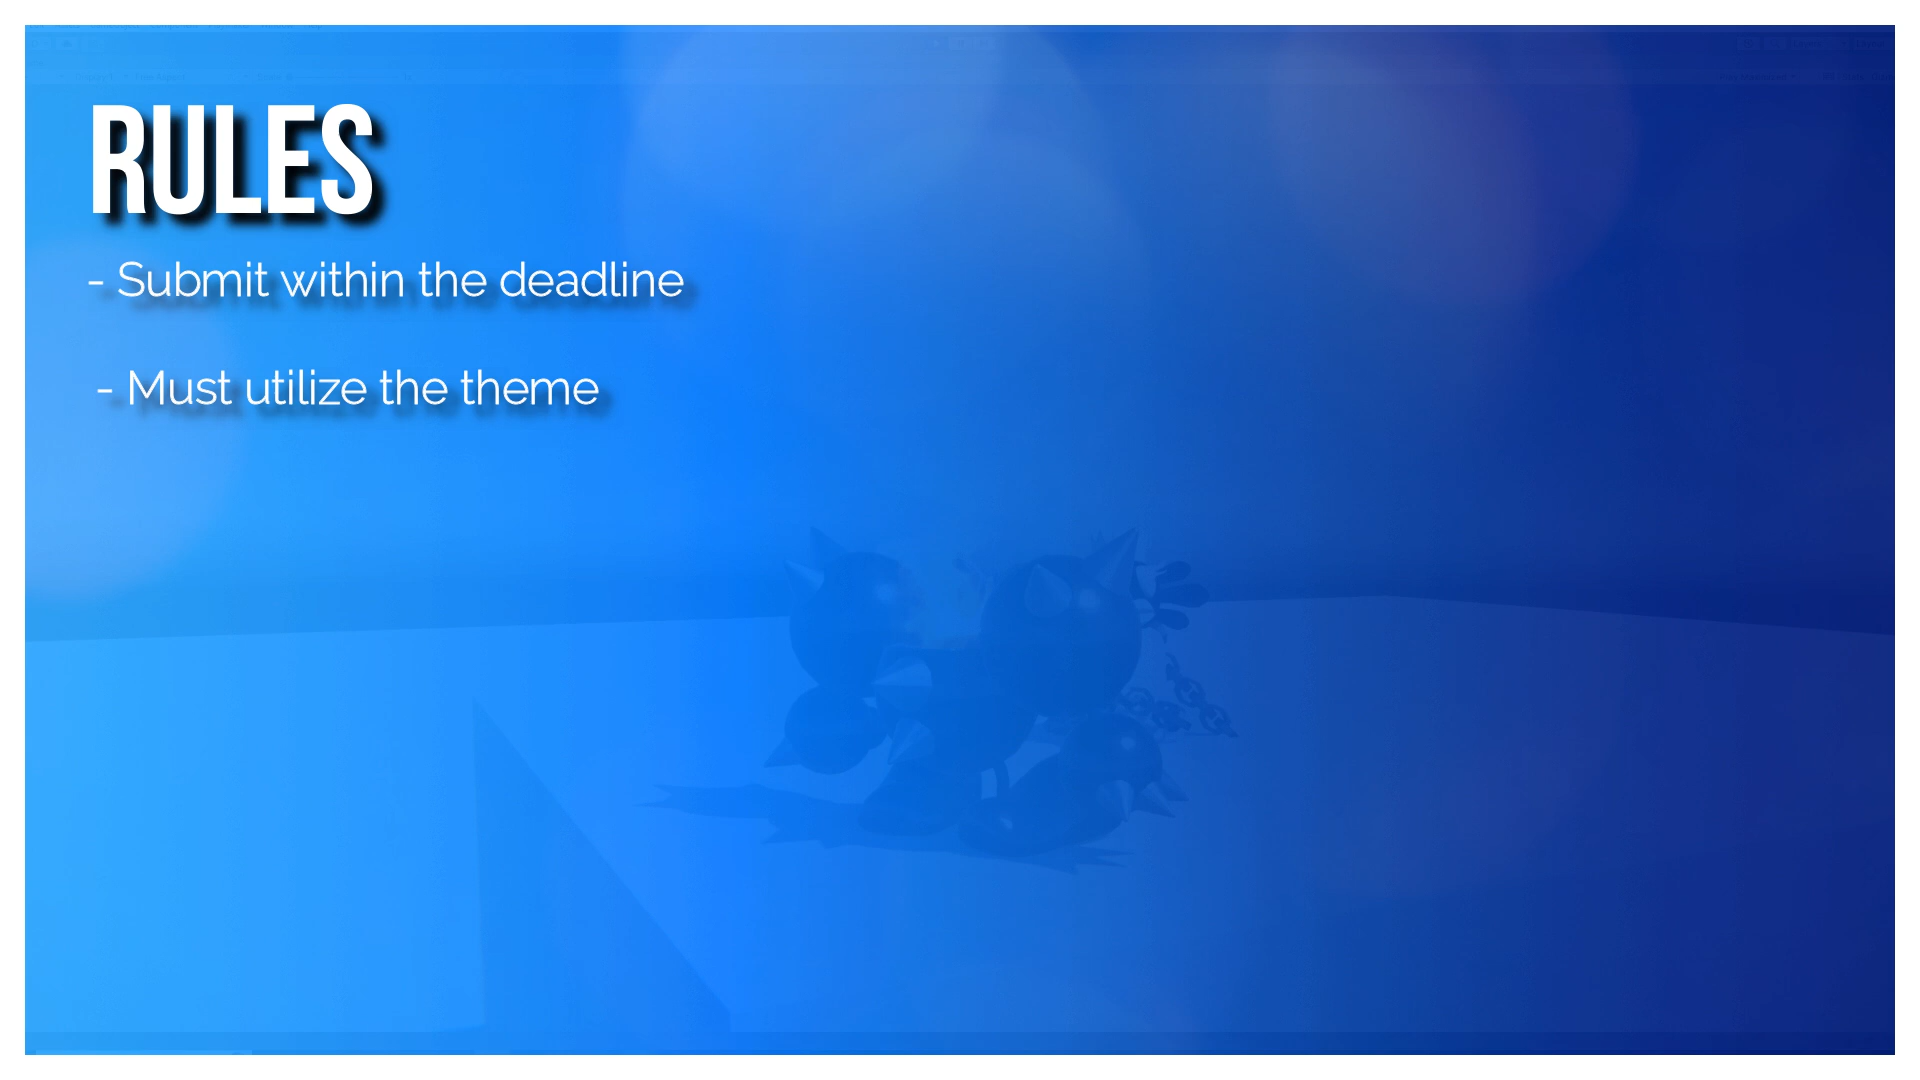 RULES
- Submit within the deadline
- Must utilize the theme